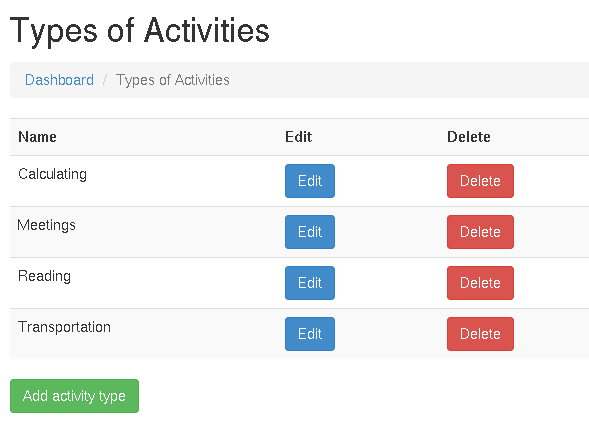 Types of Activities
Dashboard / Types of Activities
Name Edit Delete
Calculating Edit Delete
Meetings Edit Delete
Reading Edit Delete
Transportation Edit Delete
Add activity type